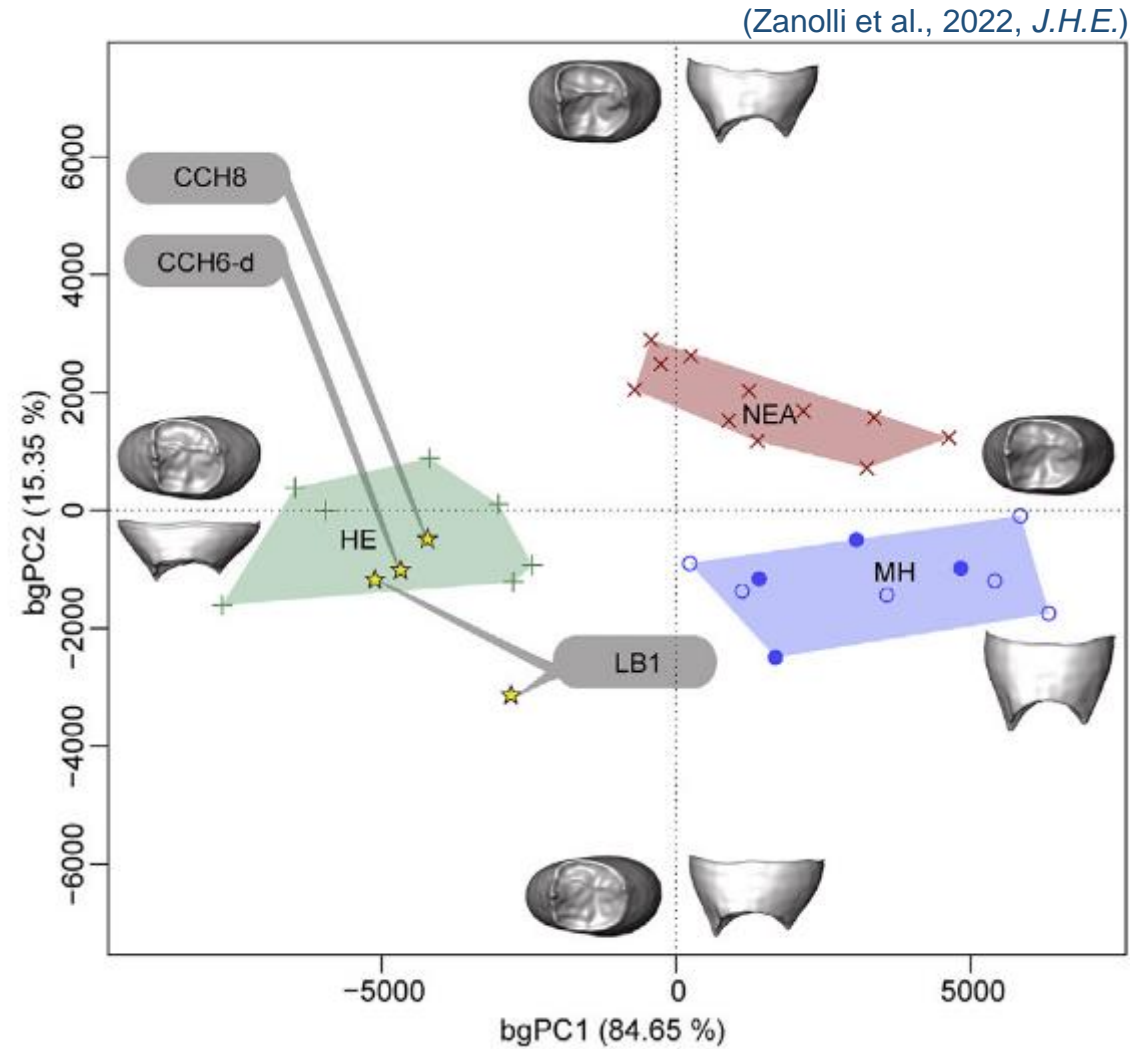 (Zanolli et al., 2022, J.H.E.)
6000
4000
2000
0
−2000
−4000
−6000
bgPC2 (15.35 %)
CCH8
CCH6-d
NEA
HE
MH
LB1
−5000
0
5000
bgPC1 (84.65 %)